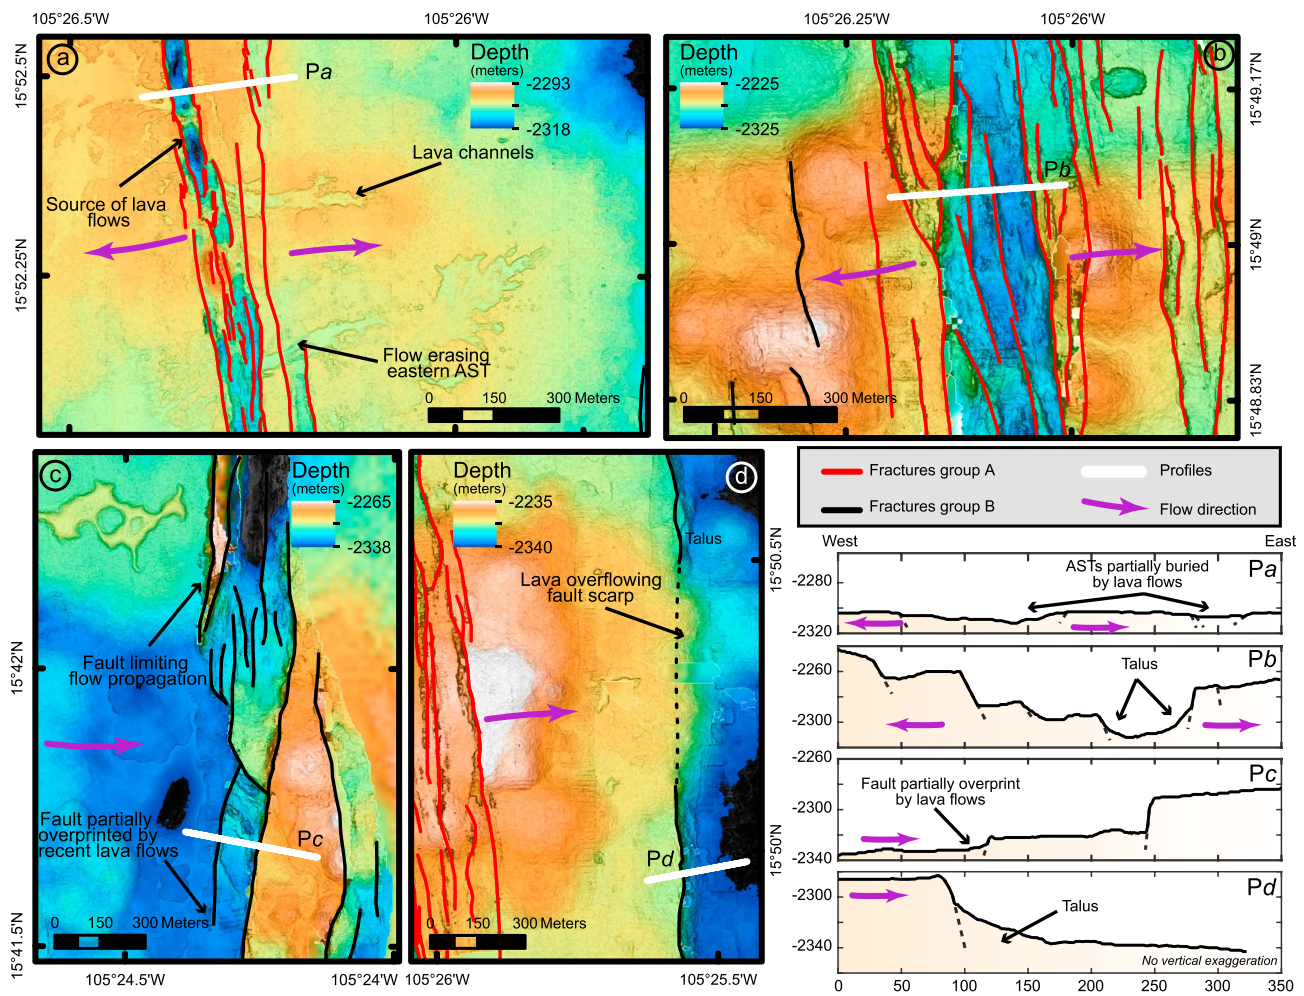 105°26.5'W
105°26'W
105°26.25'W
105°26'W
15°52.5'N
15°52.25'N
a
Pa
Depth
(meters)
-2293
-2318
Lava channels
Source of lava
flows
Flow erasing
eastern AST
0 150 300 Meters
b
Depth
(meters)
-2225
-2325
Pb
0 150 300 Meters
15°49.17'N
15°49'N
15°48.83'N
c
Depth
(meters)
-2265
-2338
Fault limiting
flow propagation
Fault partially
overprinted by
recent lava flows
Pc
0 150 300 Meters
15°42'N
15°41.5'N
105°24.5'W
105°24'W
d
Depth
(meters)
-2235
-2340
Talus
Lava overflowing
fault scarp
Pd
0 150 300 Meters
15°50.5'N
15°50'N
105°26'W
105°25.5'W
Fractures group A
Profiles
Fractures group B
Flow direction
West
East
-2280
-2320
ASTs partially buried
by lava flows
Pa
-2260
-2300
Talus
Pb
-2260
-2300
-2340
Fault partially overprint
by lava flows
Pc
-2300
-2340
Talus
Pd
No vertical exaggeration
0 50 100 150 200 250 300 350